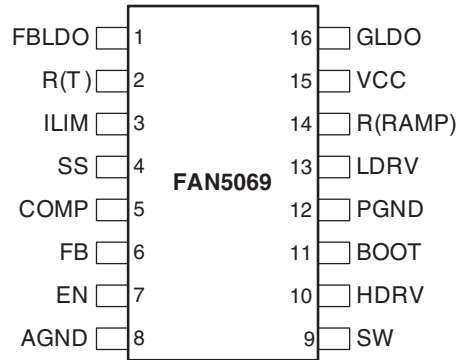 FBLDO 1 16 GLDO
R(T) 2 15 VCC
ILIM 3 14 R(RAMP)
SS 4 13 LDRV
FAN5069
COMP 5 12 PGND
FB 6 11 BOOT
EN 7 10 HDRV
AGND 8 9 SW